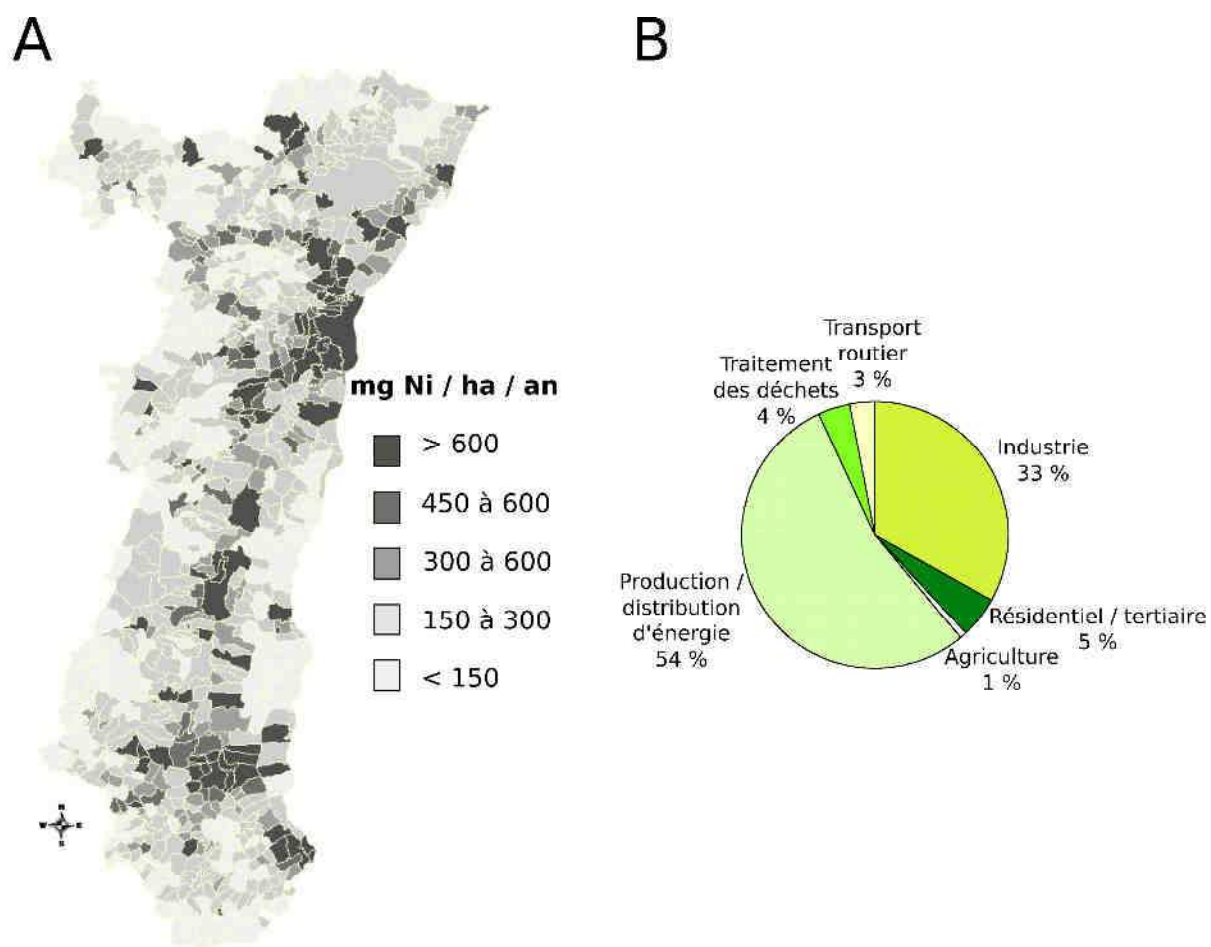 A
B
mg Ni / ha / an
> 600
450 à 600
300 à 600
150 à 300
< 150
N
W E
S
Transport
routier
3 %
Traitement
des déchets
4 %
Industrie
33 %
Production /
distribution
d'énergie
54 %
Résidentiel / tertiaire
5 %
Agriculture
1 %